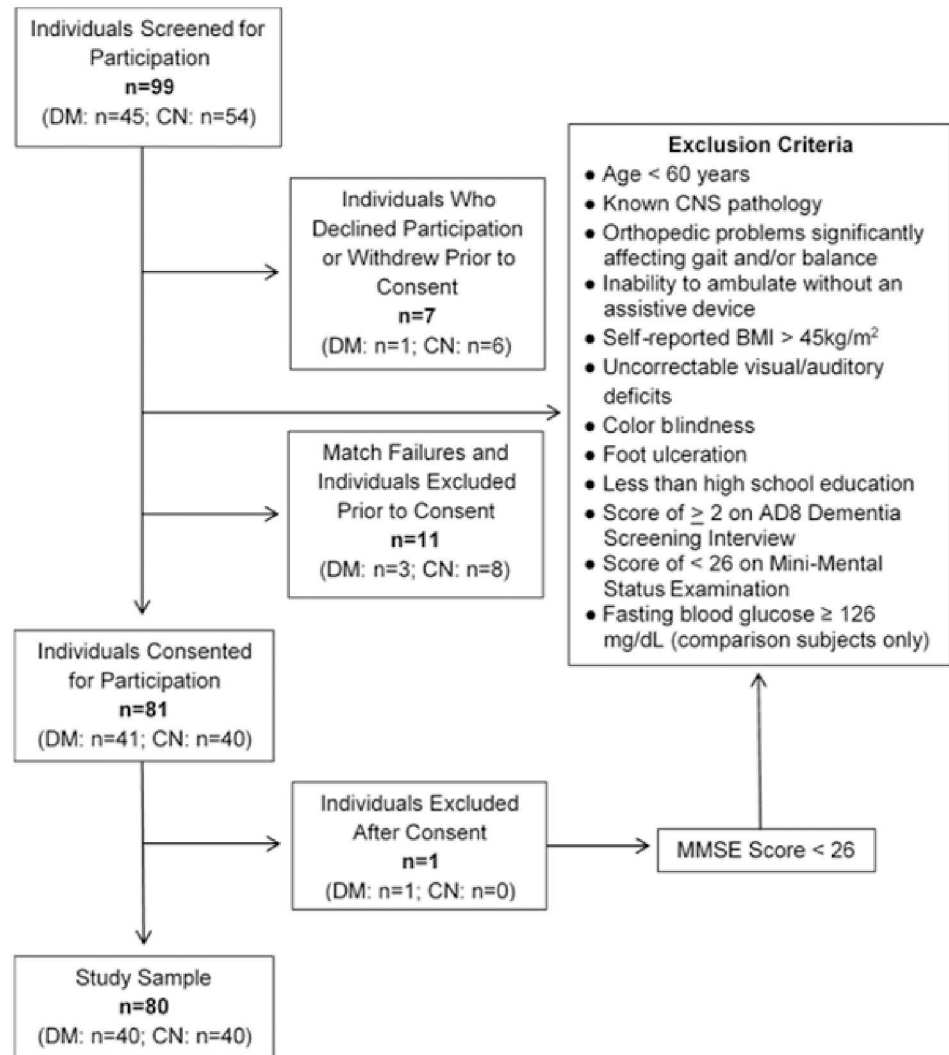 Individuals Screened for
Participation
n=99
(DM: n=45; CN: n=54)
Individuals Who
Declined Participation
or Withdrew Prior to
Consent
n=7
(DM: n=1; CN: n=6)
Exclusion Criteria
● Age < 60 years
● Known CNS pathology
● Orthopedic problems significantly
affecting gait and/or balance
● Inability to ambulate without an
assistive device
● Self-reported BMI > 45kg/m²
● Uncorrectable visual/auditory
deficits
● Color blindness
● Foot ulceration
● Less than high school education
● Score of ≥ 2 on AD8 Dementia
Screening Interview
● Score of < 26 on Mini-Mental
Status Examination
● Fasting blood glucose ≥ 126
mg/dL (comparison subjects only)
Match Failures and
Individuals Excluded
Prior to Consent
n=11
(DM: n=3; CN: n=8)
Individuals Consented
for Participation
n=81
(DM: n=41; CN: n=40)
Individuals Excluded
After Consent
n=1
(DM: n=1; CN: n=0)
MMSE Score < 26
Study Sample
n=80
(DM: n=40; CN: n=40)